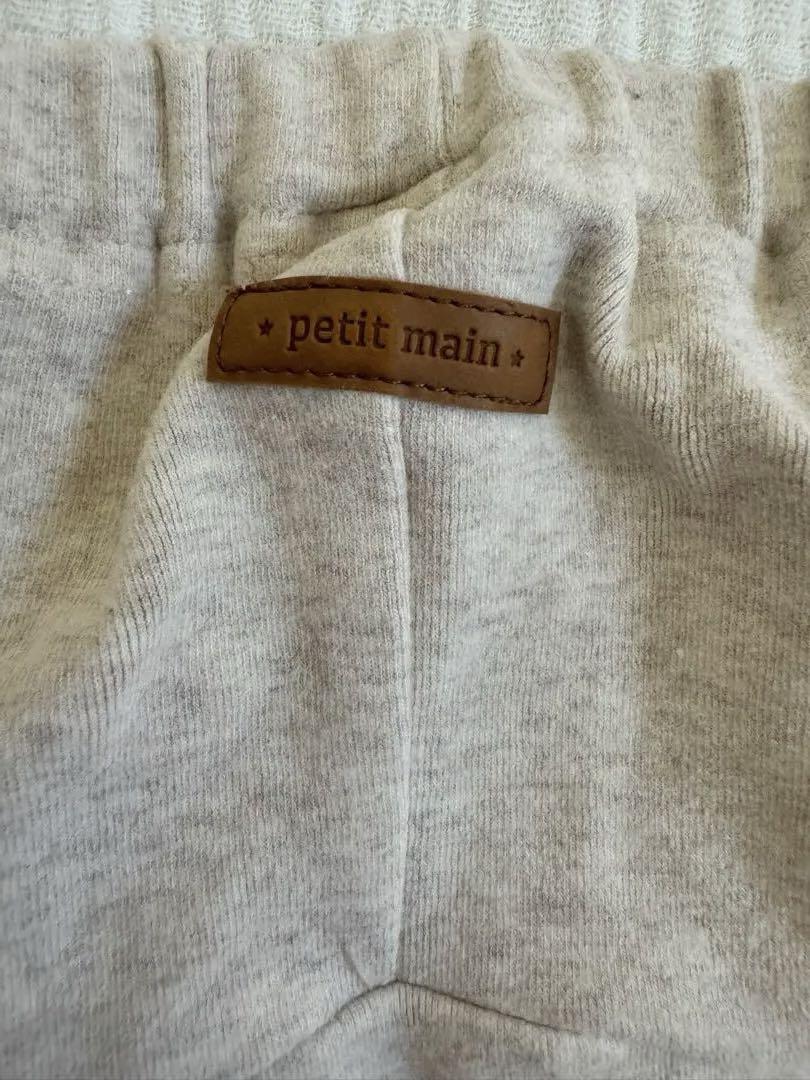 ★ petit main ★